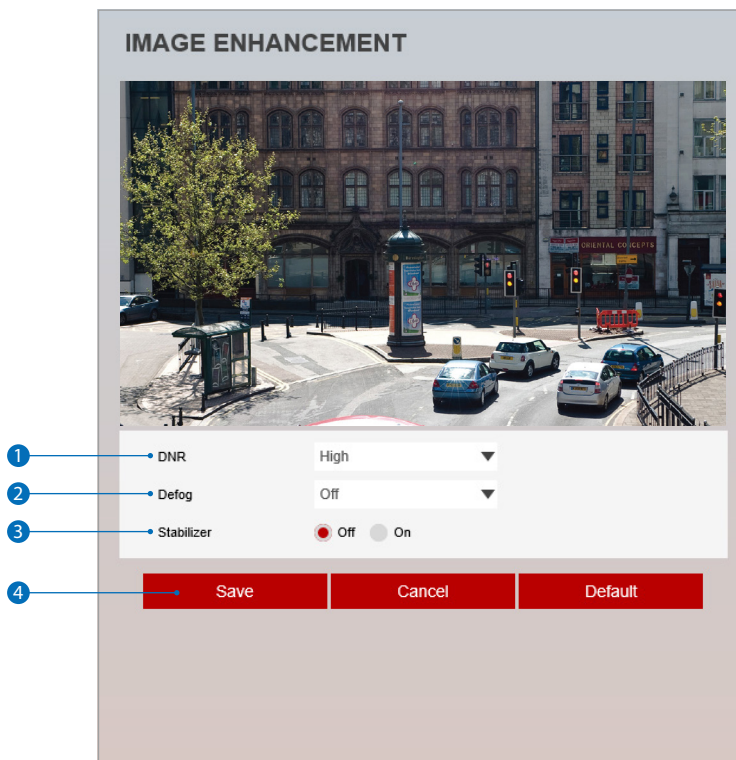 IMAGE ENHANCEMENT
ORIENTAL CONCEPTS
1 DNR High
2 Defog Off
3 Stabilizer Off On
4 Save Cancel Default